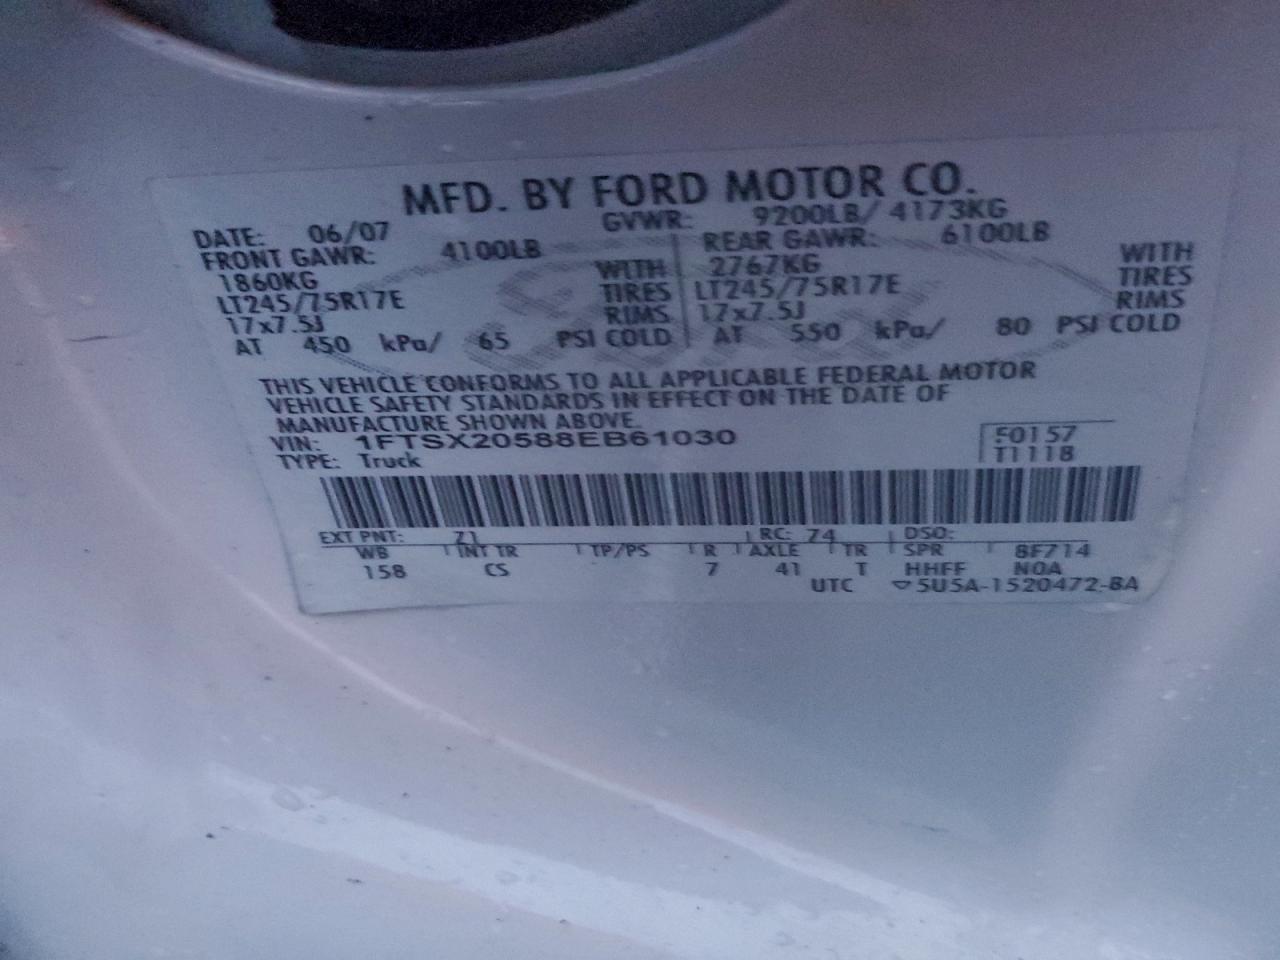 MFD. BY FORD MOTOR CO.
DATE: 06/07 GVWR: 9200LB/ 4173KG
FRONT GAWR: 4100LB REAR GAWR: 6100LB
1860KG WITH 2767KG WITH
LT245/75R17E TIRES LT245/75R17E TIRES
17x7.5J RIMS 17x7.5J RIMS
AT 450 kPa/ 65 PSI COLD AT 550 kPa/ 80 PSI COLD
THIS VEHICLE CONFORMS TO ALL APPLICABLE FEDERAL MOTOR
VEHICLE SAFETY STANDARDS IN EFFECT ON THE DATE OF
MANUFACTURE SHOWN ABOVE.
VIN: 1FTSX20588EB61030 F0157
TYPE: Truck T1118
EXT PNT: Z1 RC: 74 DSO:
WB INT TR TP/PS R AXLE TR SPR 8F714
158 CS 7 41 T HHFF NOA
UTC ▽5U5A-1520472-BA